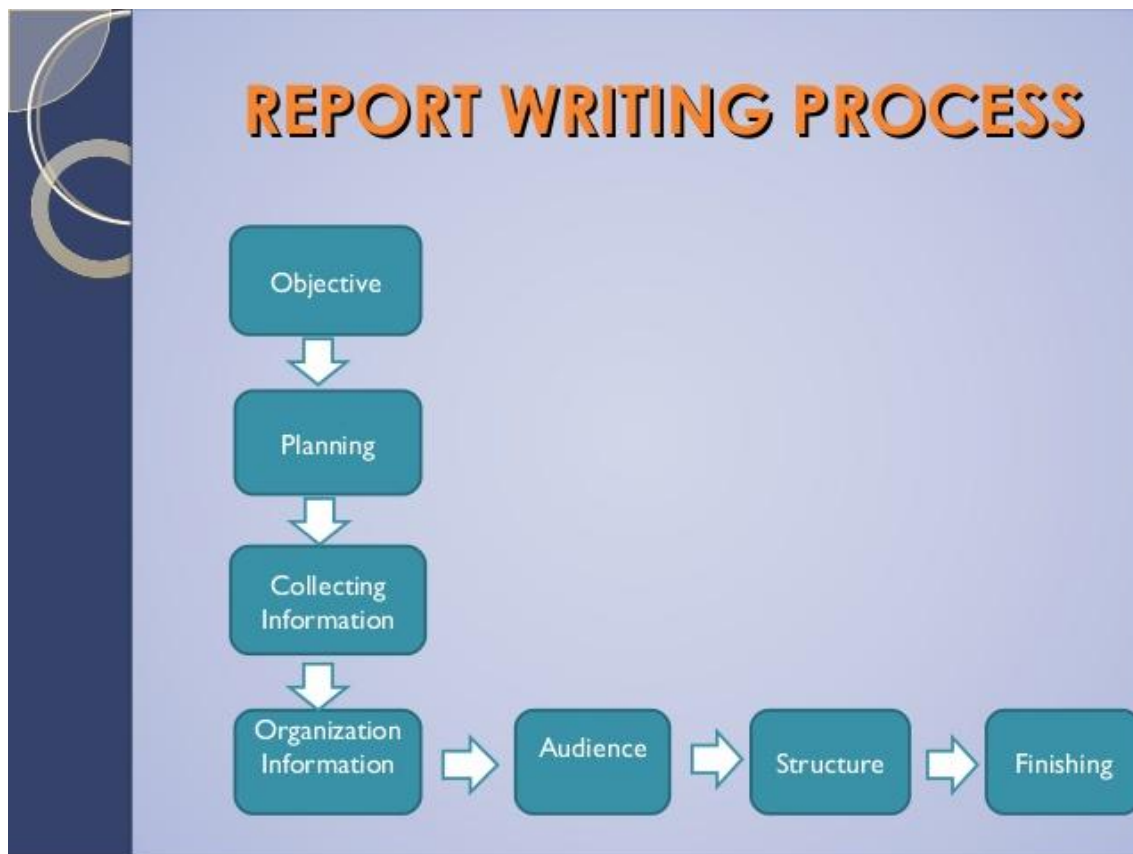 REPORT WRITING PROCESS
Objective
Planning
Collecting
Information
Organization
Information
Audience
Structure
Finishing